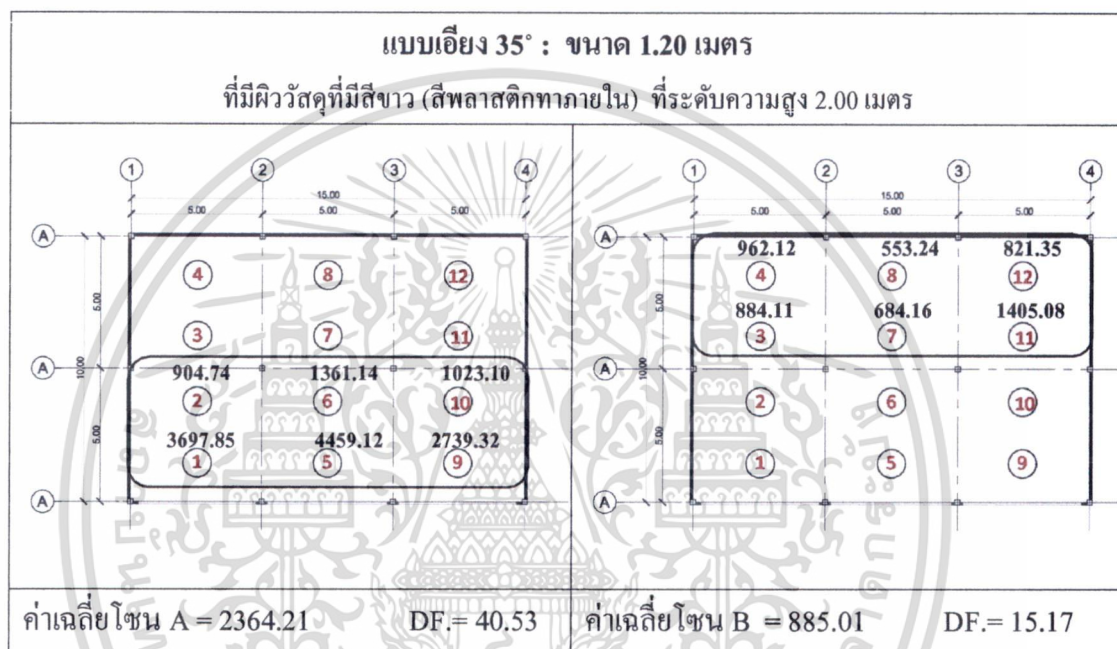 แบบเอียง 35° : ขนาด 1.20 เมตร
ที่มีผิววัสดุที่มีสีขาว (สีพลาสติกทาภายใน) ที่ระดับความสูง 2.00 เมตร
1 2 3 4
15.00
5.00 5.00 5.00
A
4 8 12
5.00
3 7 11
10.00
A
904.74 1361.14 1023.10
2 6 10
5.00
3697.85 4459.12 2739.32
1 5 9
A
1 2 3 4
15.00
5.00 5.00 5.00
A
962.12 553.24 821.35
4 8 12
5.00
884.11 684.16 1405.08
3 7 11
10.00
A
2 6 10
5.00
1 5 9
A
ค่าเฉลี่ยโซน A = 2364.21 DF.= 40.53
ค่าเฉลี่ยโซน B = 885.01 DF.= 15.17